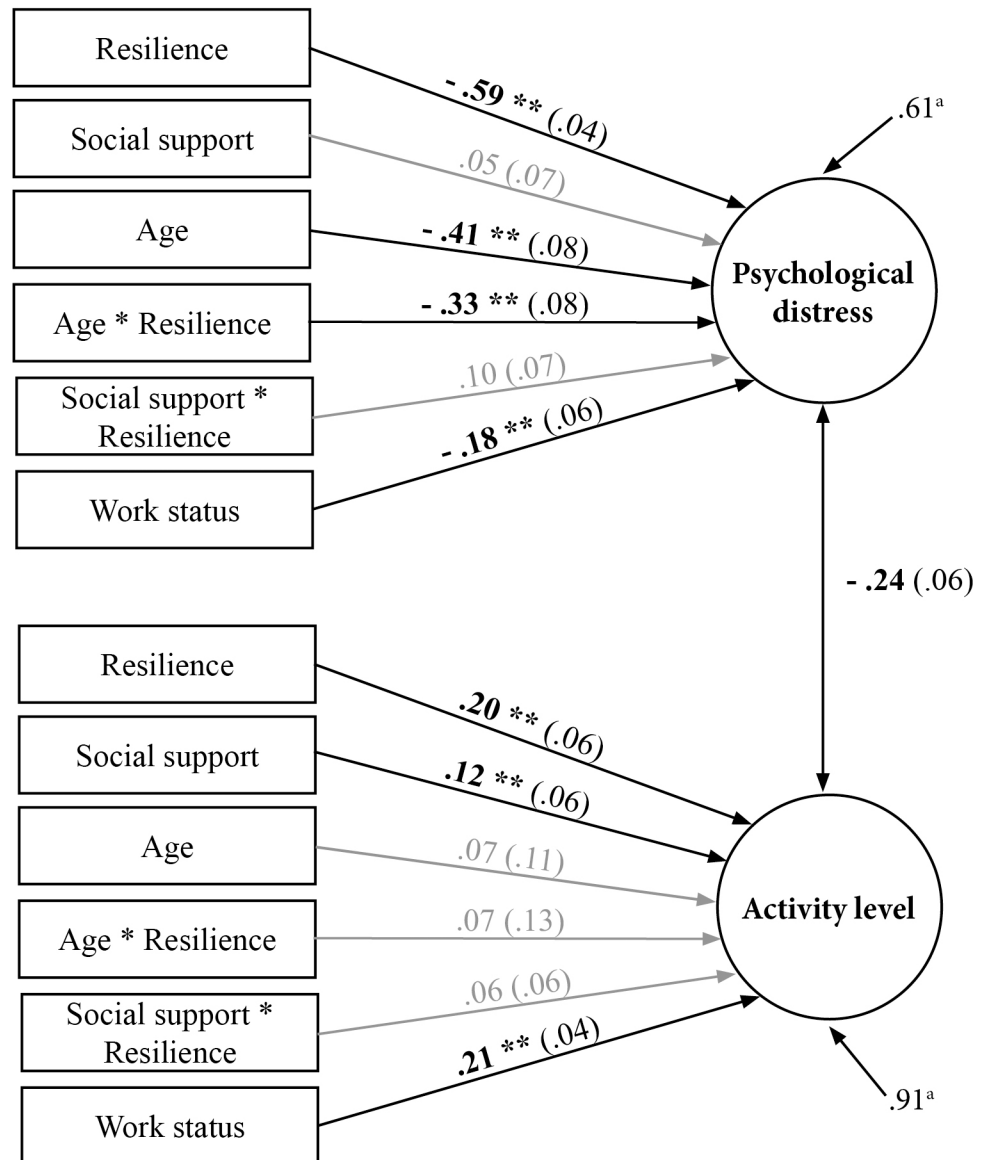 Resilience
- .59 ** (.04)
.61ᵃ
Social support
.05 (.07)
Age
- .41 ** (.08)
Psychological
distress
Age * Resilience
- .33 ** (.08)
Social support *
Resilience
.10 (.07)
- .18 ** (.06)
Work status
- .24 (.06)
Resilience
.20 ** (.06)
Social support
.12 ** (.06)
Age
.07 (.11)
Activity level
Age * Resilience
.07 (.13)
Social support *
Resilience
.06 (.06)
.21 ** (.04)
Work status
.91ᵃ